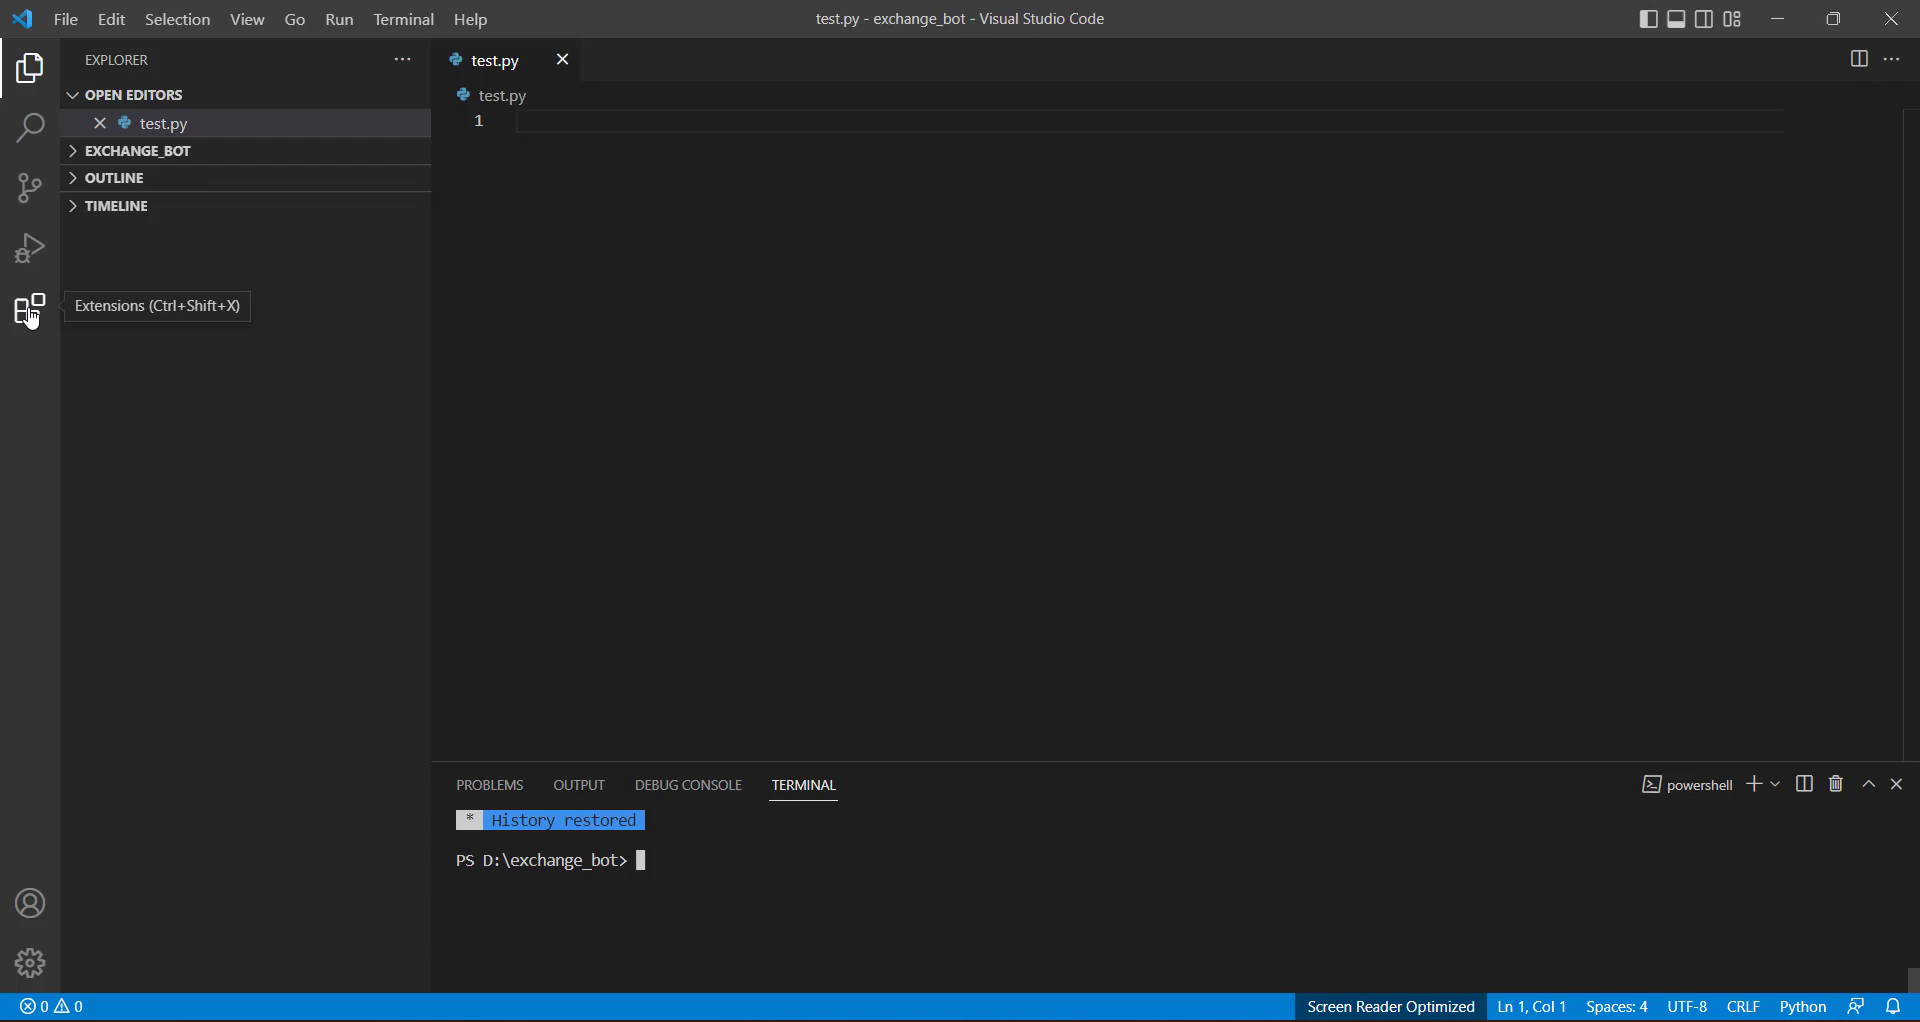 File Edit Selection View Go Run Terminal Help
test.py - exchange_bot - Visual Studio Code
EXPLORER
OPEN EDITORS
test.py
EXCHANGE_BOT
OUTLINE
TIMELINE
Extensions (Ctrl+Shift+X)
test.py
test.py
1
PROBLEMS OUTPUT DEBUG CONSOLE TERMINAL
powershell
* History restored
PS D:\exchange_bot>
0 0
Screen Reader Optimized Ln 1, Col 1 Spaces: 4 UTF-8 CRLF Python